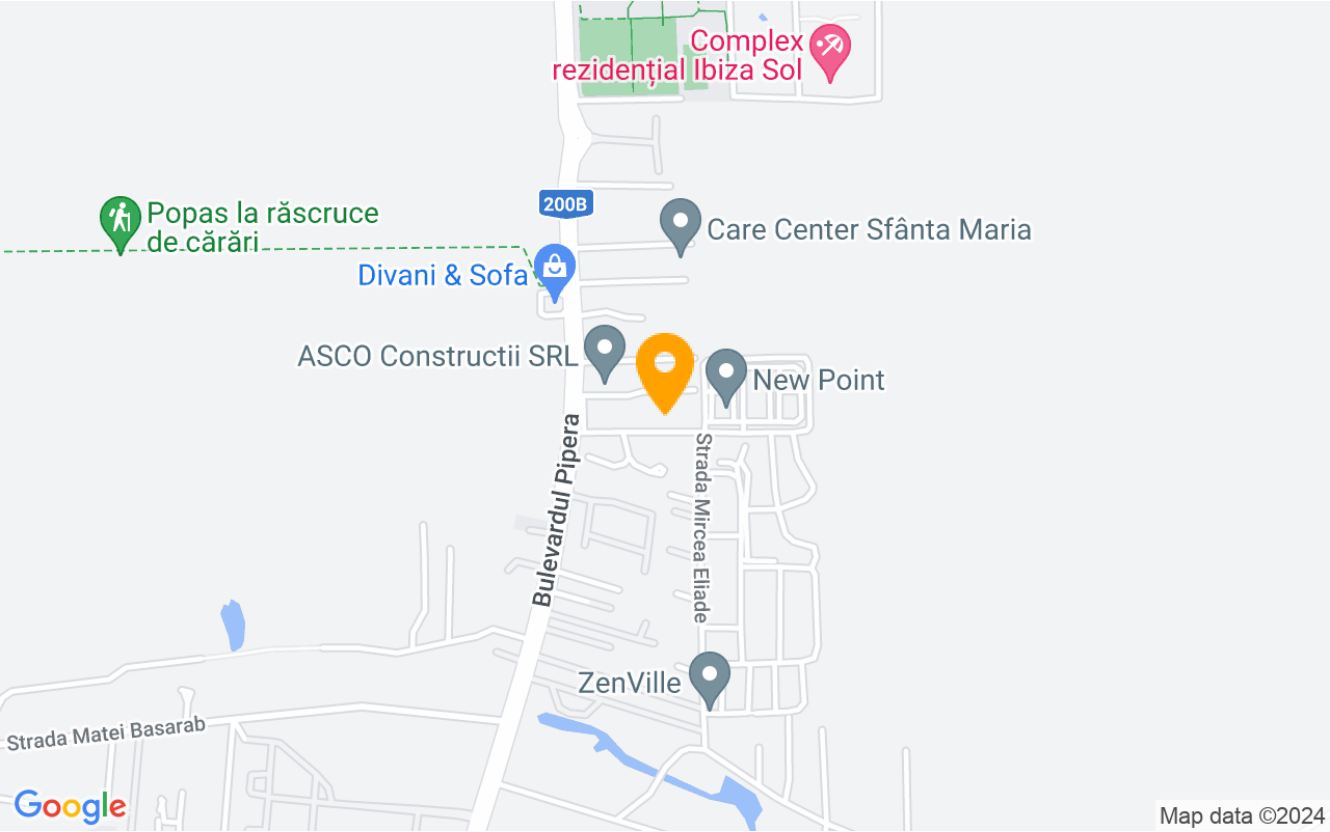 Complex
rezidențial Ibiza Sol
200B
Popas la răscruce
de cărări
Care Center Sfânta Maria
Divani & Sofa
ASCO Constructii SRL
New Point
Bulevardul Pipera
Strada Mircea Eliade
ZenVille
Strada Matei Basarab
Google
Map data ©2024